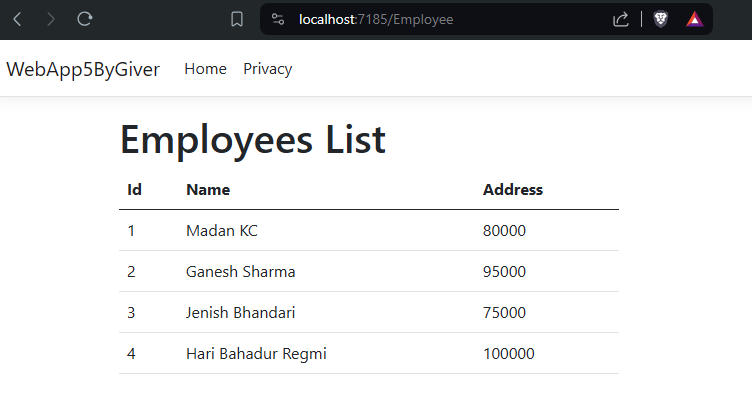 localhost:7185/Employee
WebApp5ByGiver Home Privacy
Employees List
Id Name Address
1 Madan KC 80000
2 Ganesh Sharma 95000
3 Jenish Bhandari 75000
4 Hari Bahadur Regmi 100000